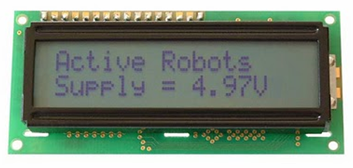 Active Robots
Supply = 4.97V